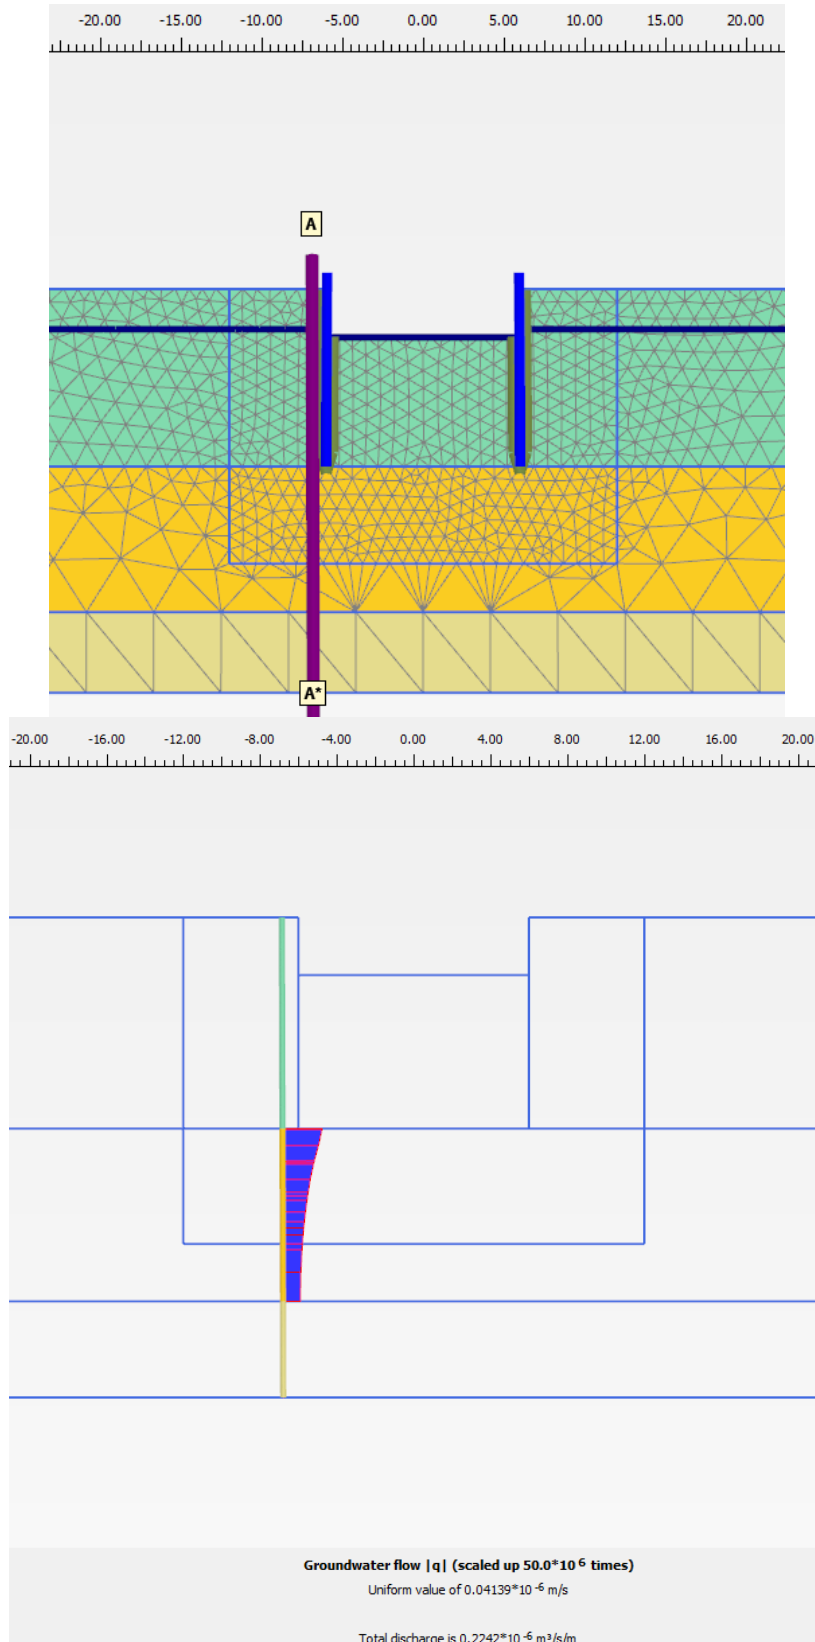 -20.00 -15.00 -10.00 -5.00 0.00 5.00 10.00 15.00 20.00
A
A*
-20.00 -16.00 -12.00 -8.00 -4.00 0.00 4.00 8.00 12.00 16.00 20.00
Groundwater flow |q| (scaled up 50.0*10 6 times)
Uniform value of 0.04139*10 -6 m/s
Total discharge is 0.2242*10 -6 m³/s/m